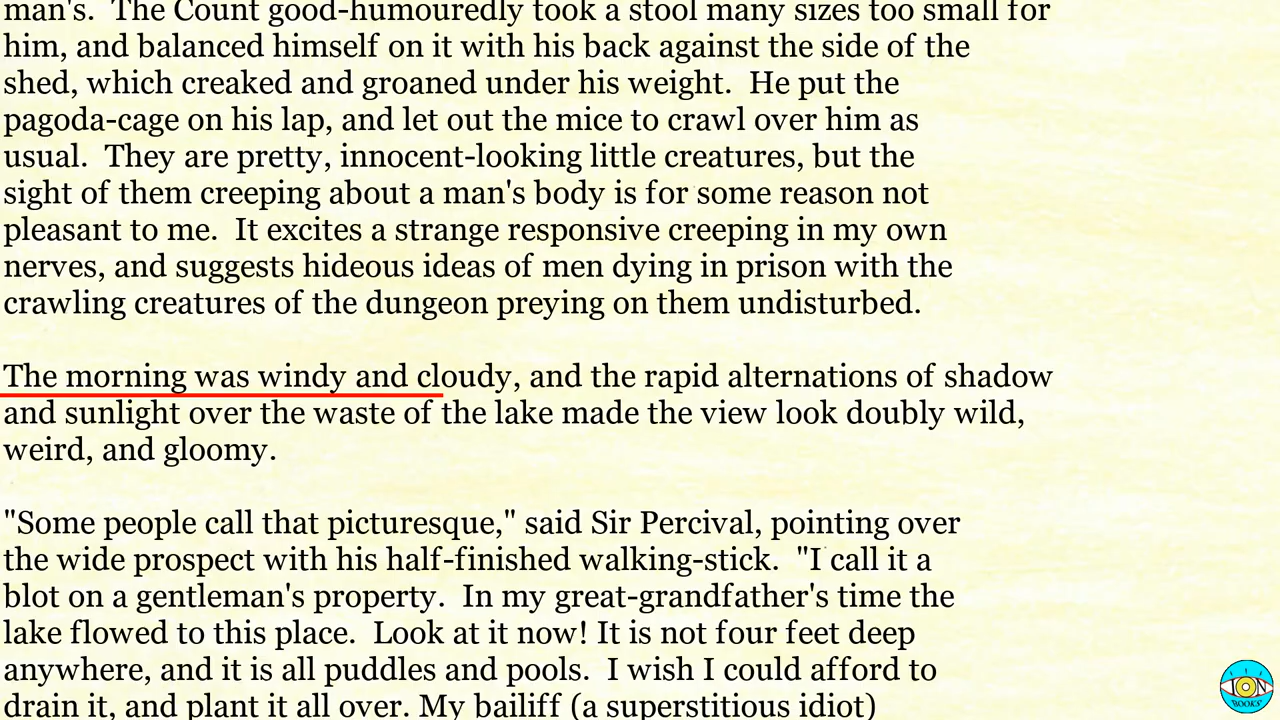 man's.  The Count good-humouredly took a stool many sizes too small for
him, and balanced himself on it with his back against the side of the
shed, which creaked and groaned under his weight.  He put the
pagoda-cage on his lap, and let out the mice to crawl over him as
usual.  They are pretty, innocent-looking little creatures, but the
sight of them creeping about a man's body is for some reason not
pleasant to me.  It excites a strange responsive creeping in my own
nerves, and suggests hideous ideas of men dying in prison with the
crawling creatures of the dungeon preying on them undisturbed.
The morning was windy and cloudy, and the rapid alternations of shadow
and sunlight over the waste of the lake made the view look doubly wild,
weird, and gloomy.
"Some people call that picturesque," said Sir Percival, pointing over
the wide prospect with his half-finished walking-stick.  "I call it a
blot on a gentleman's property.  In my great-grandfather's time the
lake flowed to this place.  Look at it now! It is not four feet deep
anywhere, and it is all puddles and pools.  I wish I could afford to
drain it, and plant it all over. My bailiff (a superstitious idiot)
ION
BOOKS